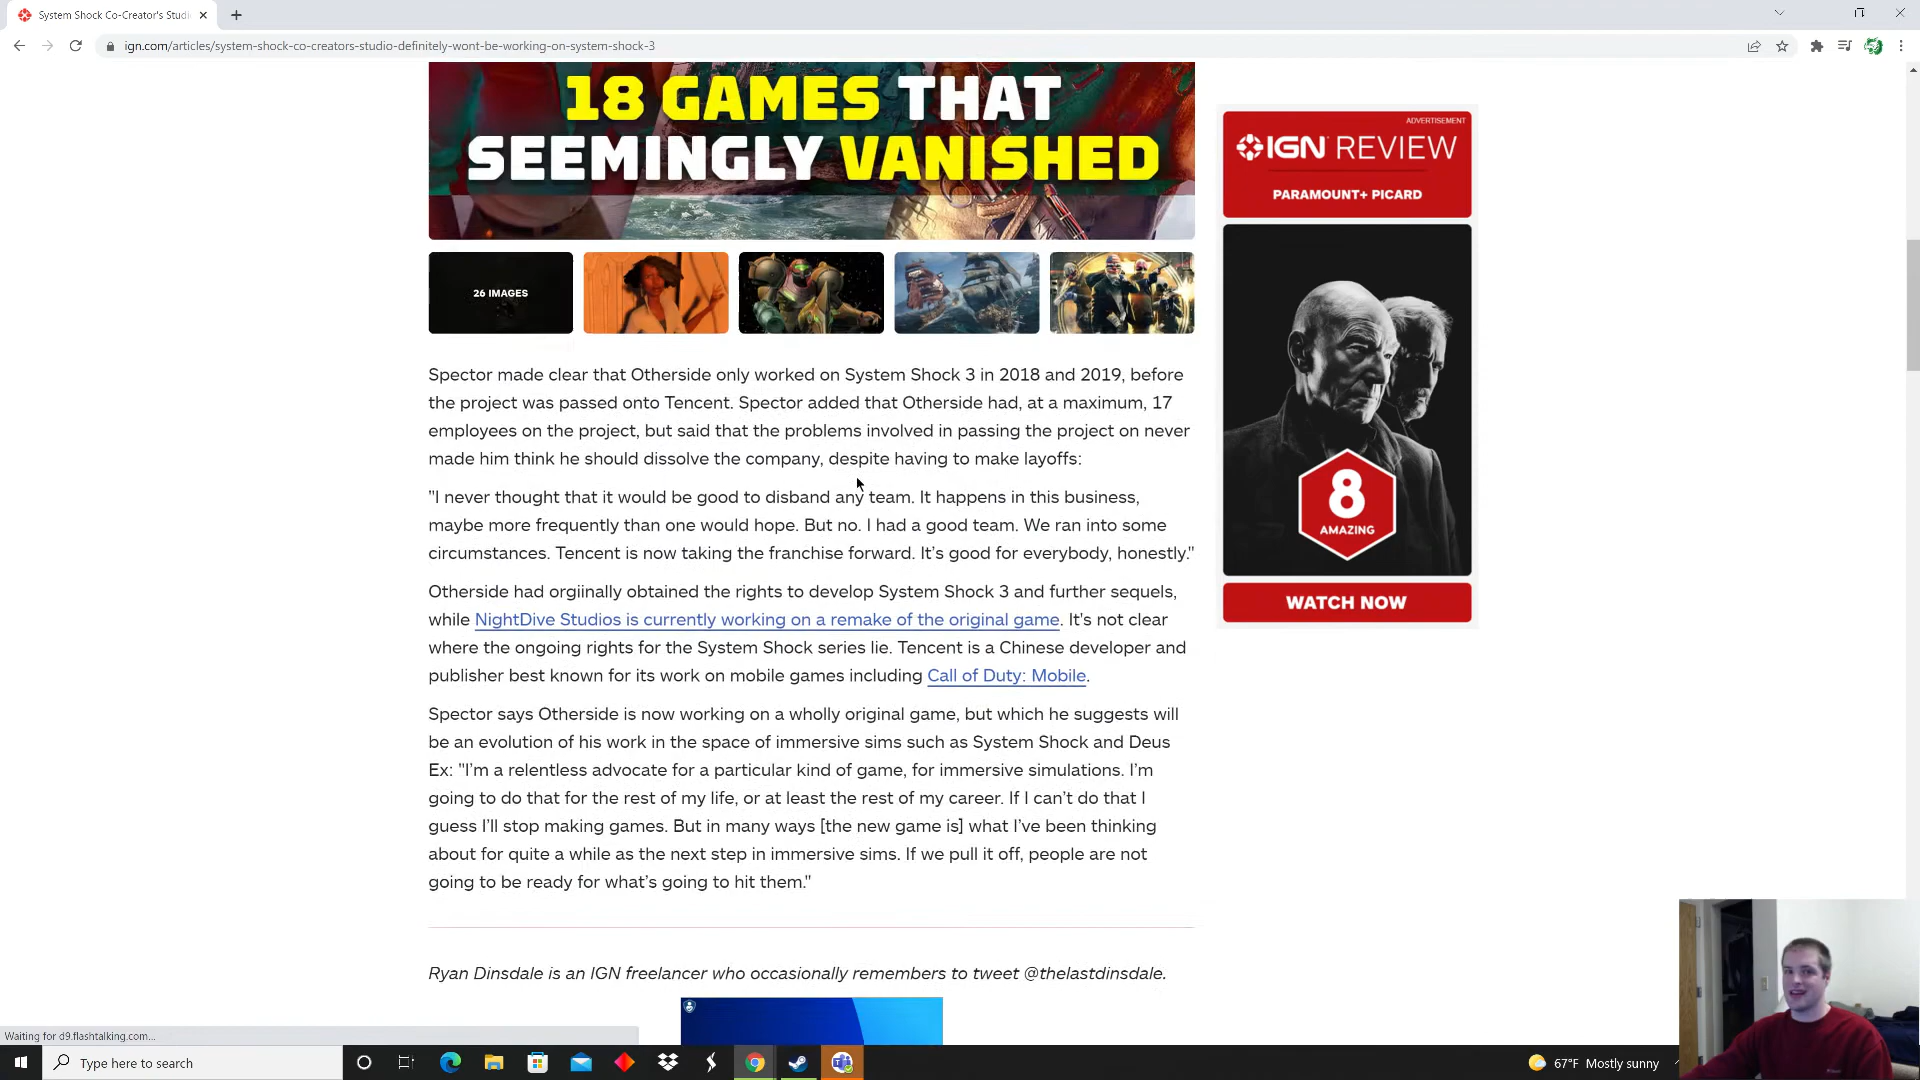 System Shock Co-Creator's Studi
ign.com/articles/system-shock-co-creators-studio-definitely-wont-be-working-on-system-shock-3
18 GAMES THAT
SEEMINGLY VANISHED
26 IMAGES
Spector made clear that Otherside only worked on System Shock 3 in 2018 and 2019, before
the project was passed onto Tencent. Spector added that Otherside had, at a maximum, 17
employees on the project, but said that the problems involved in passing the project on never
made him think he should dissolve the company, despite having to make layoffs:
"I never thought that it would be good to disband any team. It happens in this business,
maybe more frequently than one would hope. But no. I had a good team. We ran into some
circumstances. Tencent is now taking the franchise forward. It's good for everybody, honestly."
Otherside had orgiinally obtained the rights to develop System Shock 3 and further sequels,
while NightDive Studios is currently working on a remake of the original game. It's not clear
where the ongoing rights for the System Shock series lie. Tencent is a Chinese developer and
publisher best known for its work on mobile games including Call of Duty: Mobile.
Spector says Otherside is now working on a wholly original game, but which he suggests will
be an evolution of his work in the space of immersive sims such as System Shock and Deus
Ex: "I'm a relentless advocate for a particular kind of game, for immersive simulations. I'm
going to do that for the rest of my life, or at least the rest of my career. If I can't do that I
guess I'll stop making games. But in many ways [the new game is] what I've been thinking
about for quite a while as the next step in immersive sims. If we pull it off, people are not
going to be ready for what's going to hit them."
Ryan Dinsdale is an IGN freelancer who occasionally remembers to tweet @thelastdinsdale.
ADVERTISEMENT
IGN REVIEW
PARAMOUNT+ PICARD
8
AMAZING
WATCH NOW
Waiting for d9.flashtalking.com...
Type here to search
67°F Mostly sunny